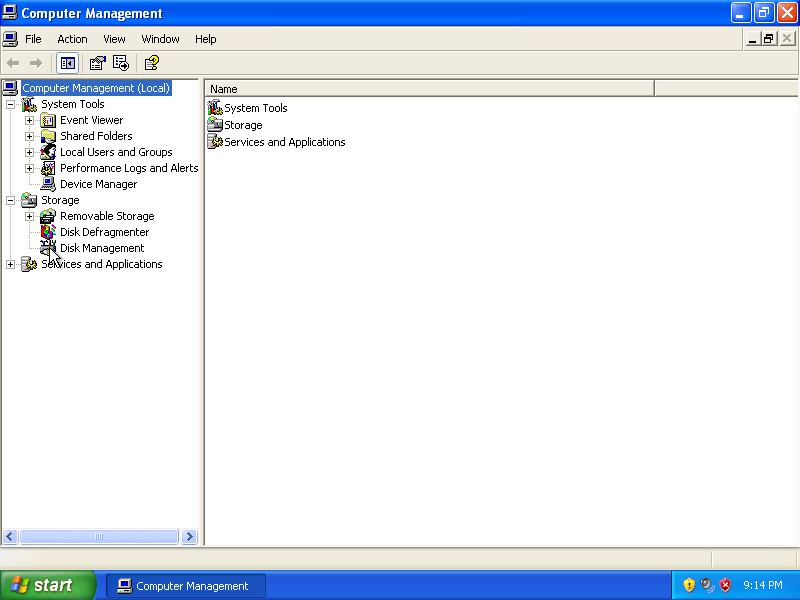 Computer Management
File Action View Window Help
Computer Management (Local)
System Tools
Event Viewer
Shared Folders
Local Users and Groups
Performance Logs and Alerts
Device Manager
Storage
Removable Storage
Disk Defragmenter
Disk Management
Services and Applications
Name
System Tools
Storage
Services and Applications
start
Computer Management
9:14 PM